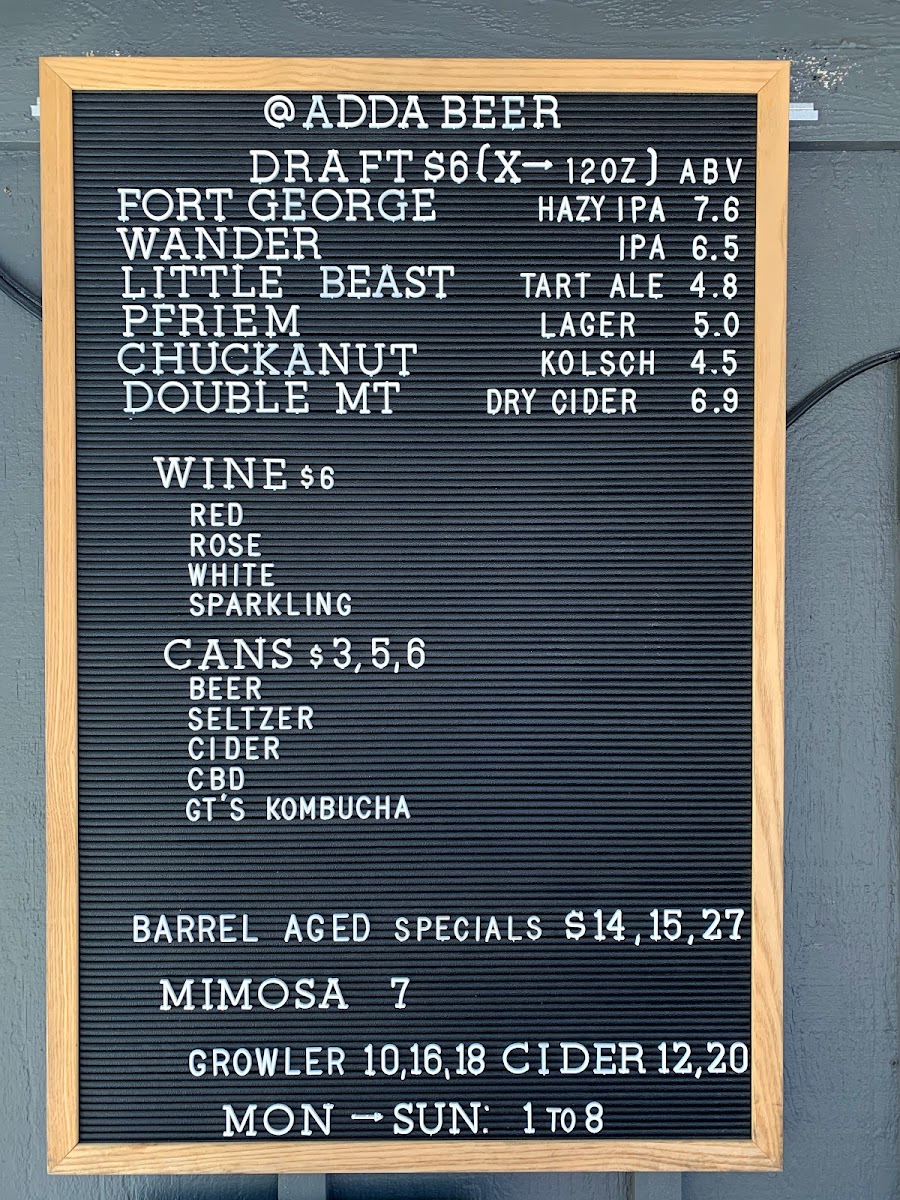 @ ADDA BEER
DRAFT $6 (X→ 12OZ) ABV
FORT GEORGE HAZY IPA 7.6
WANDER IPA 6.5
LITTLE BEAST TART ALE 4.8
PFRIEM LAGER 5.0
CHUCKANUT KOLSCH 4.5
DOUBLE MT DRY CIDER 6.9
WINE $6
RED
ROSE
WHITE
SPARKLING
CANS $3,5,6
BEER
SELTZER
CIDER
CBD
GT'S KOMBUCHA
BARREL AGED SPECIALS $14,15,27
MIMOSA 7
GROWLER 10,16,18 CIDER 12,20
MON → SUN: 1 TO 8